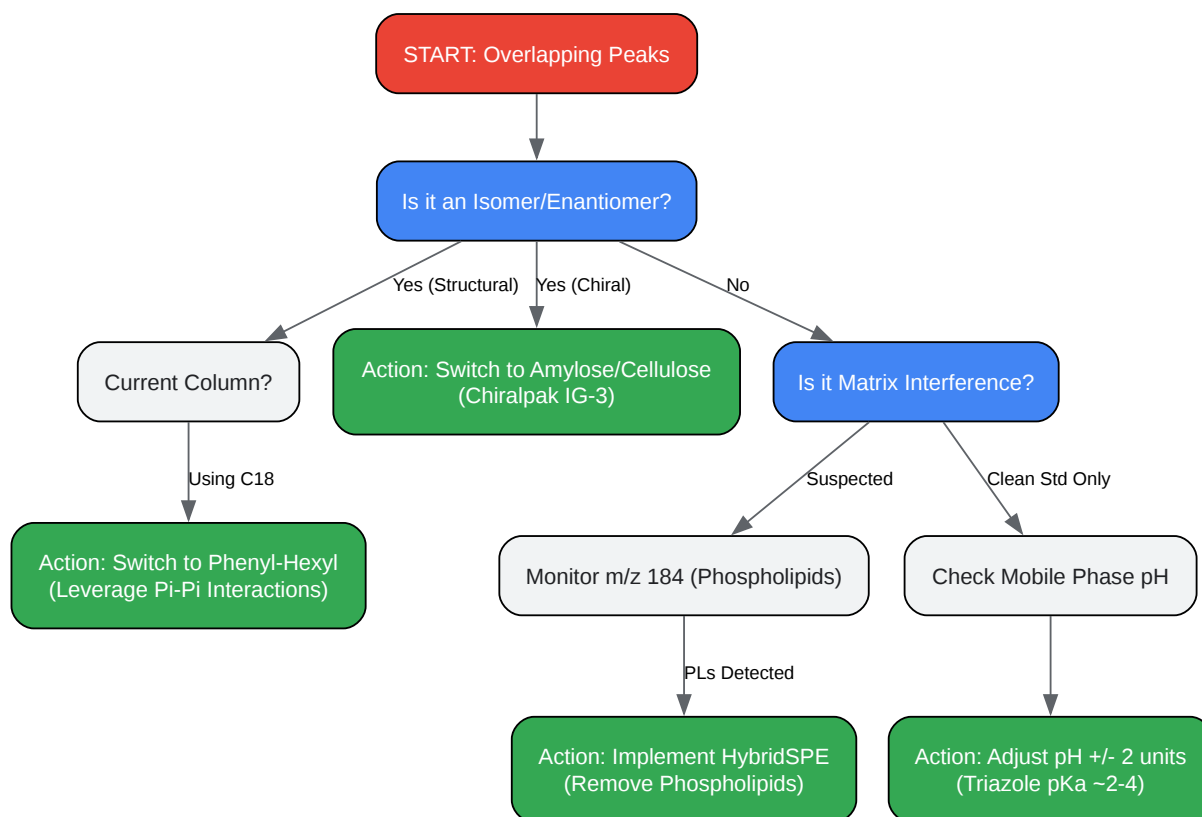 START: Overlapping Peaks
Is it an Isomer/Enantiomer?
Yes (Structural)
Yes (Chiral)
No
Current Column?
Action: Switch to Amylose/Cellulose
(Chiralpak IG-3)
Is it Matrix Interference?
Using C18
Suspected
Clean Std Only
Action: Switch to Phenyl-Hexyl
(Leverage Pi-Pi Interactions)
Monitor m/z 184 (Phospholipids)
Check Mobile Phase pH
PLs Detected
Action: Implement HybridSPE
(Remove Phospholipids)
Action: Adjust pH +/- 2 units
(Triazole pKa ~2-4)